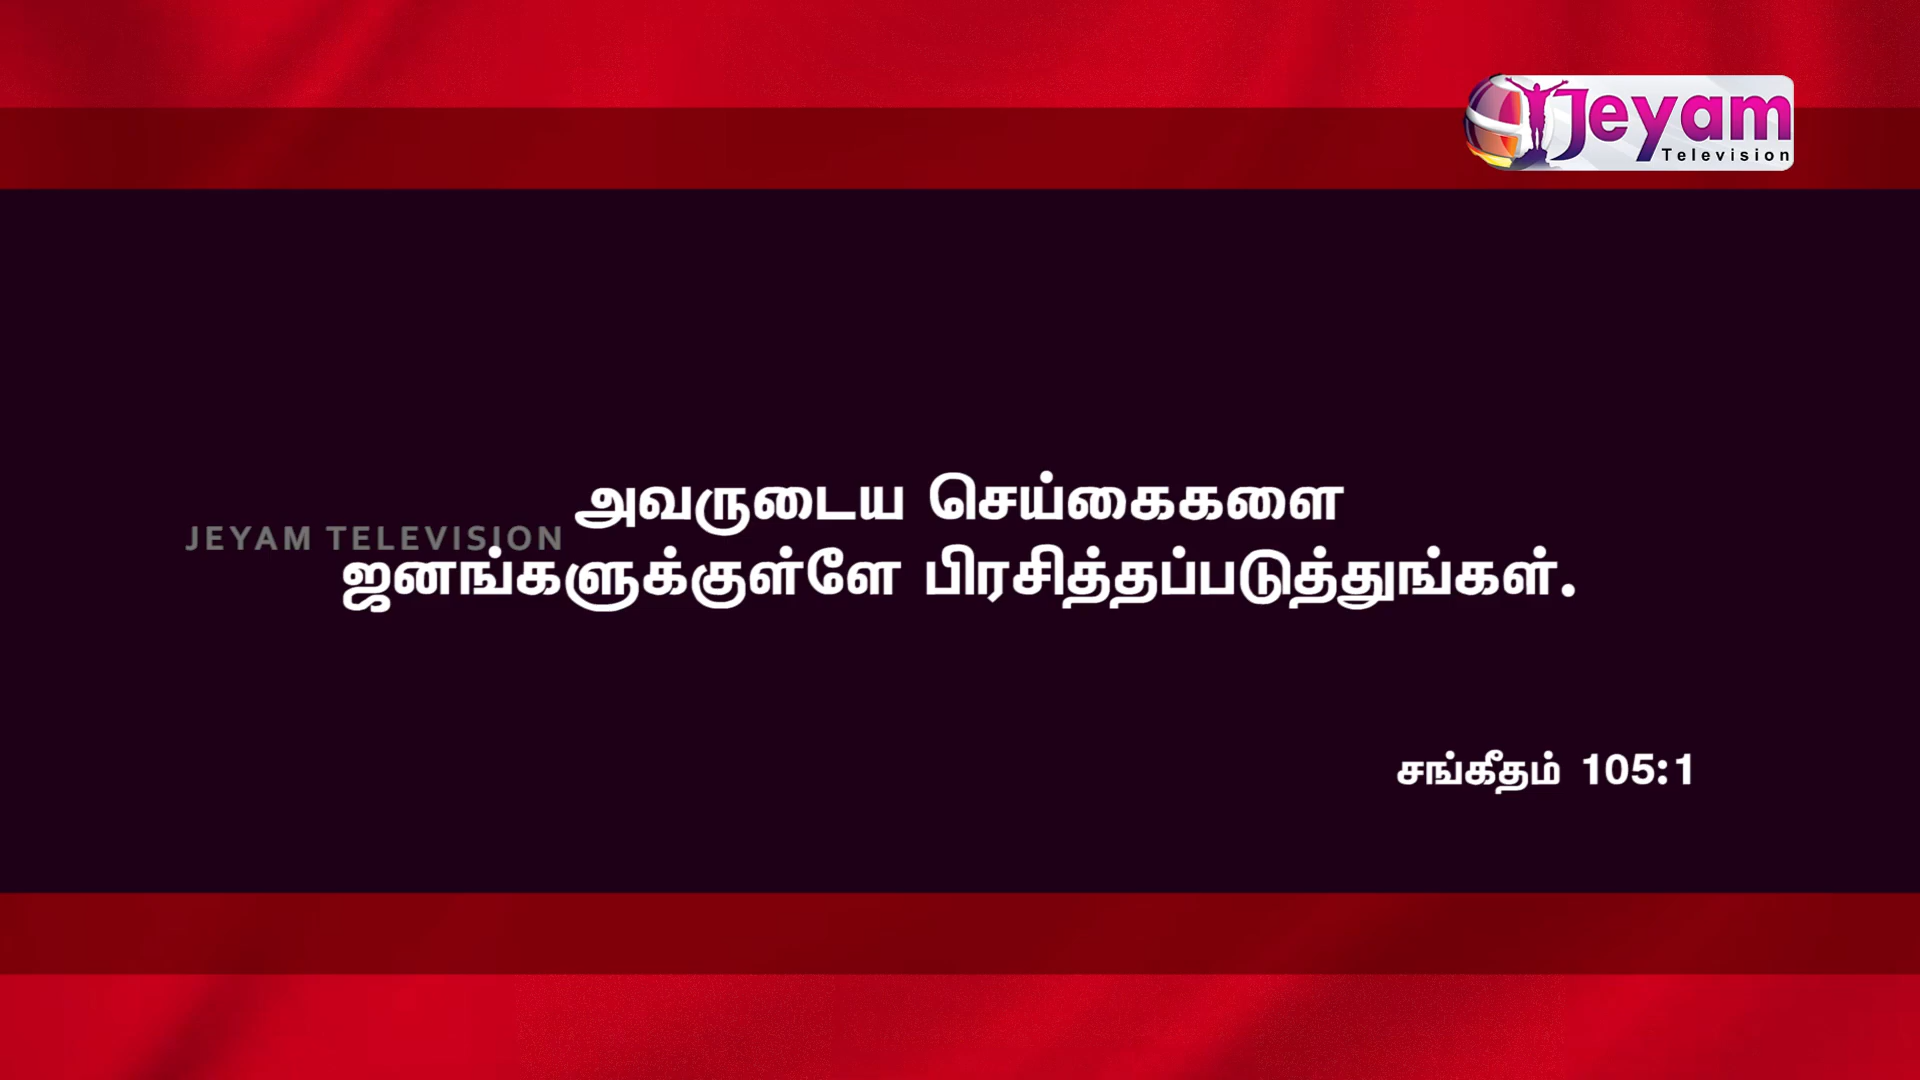 Jeyam
Television
அவருடைய செய்கைகளை
JEYAM TELEVISION
ஜனங்களுக்குள்ளே பிரசித்தப்படுத்துங்கள்.
சங்கீதம் 105:1